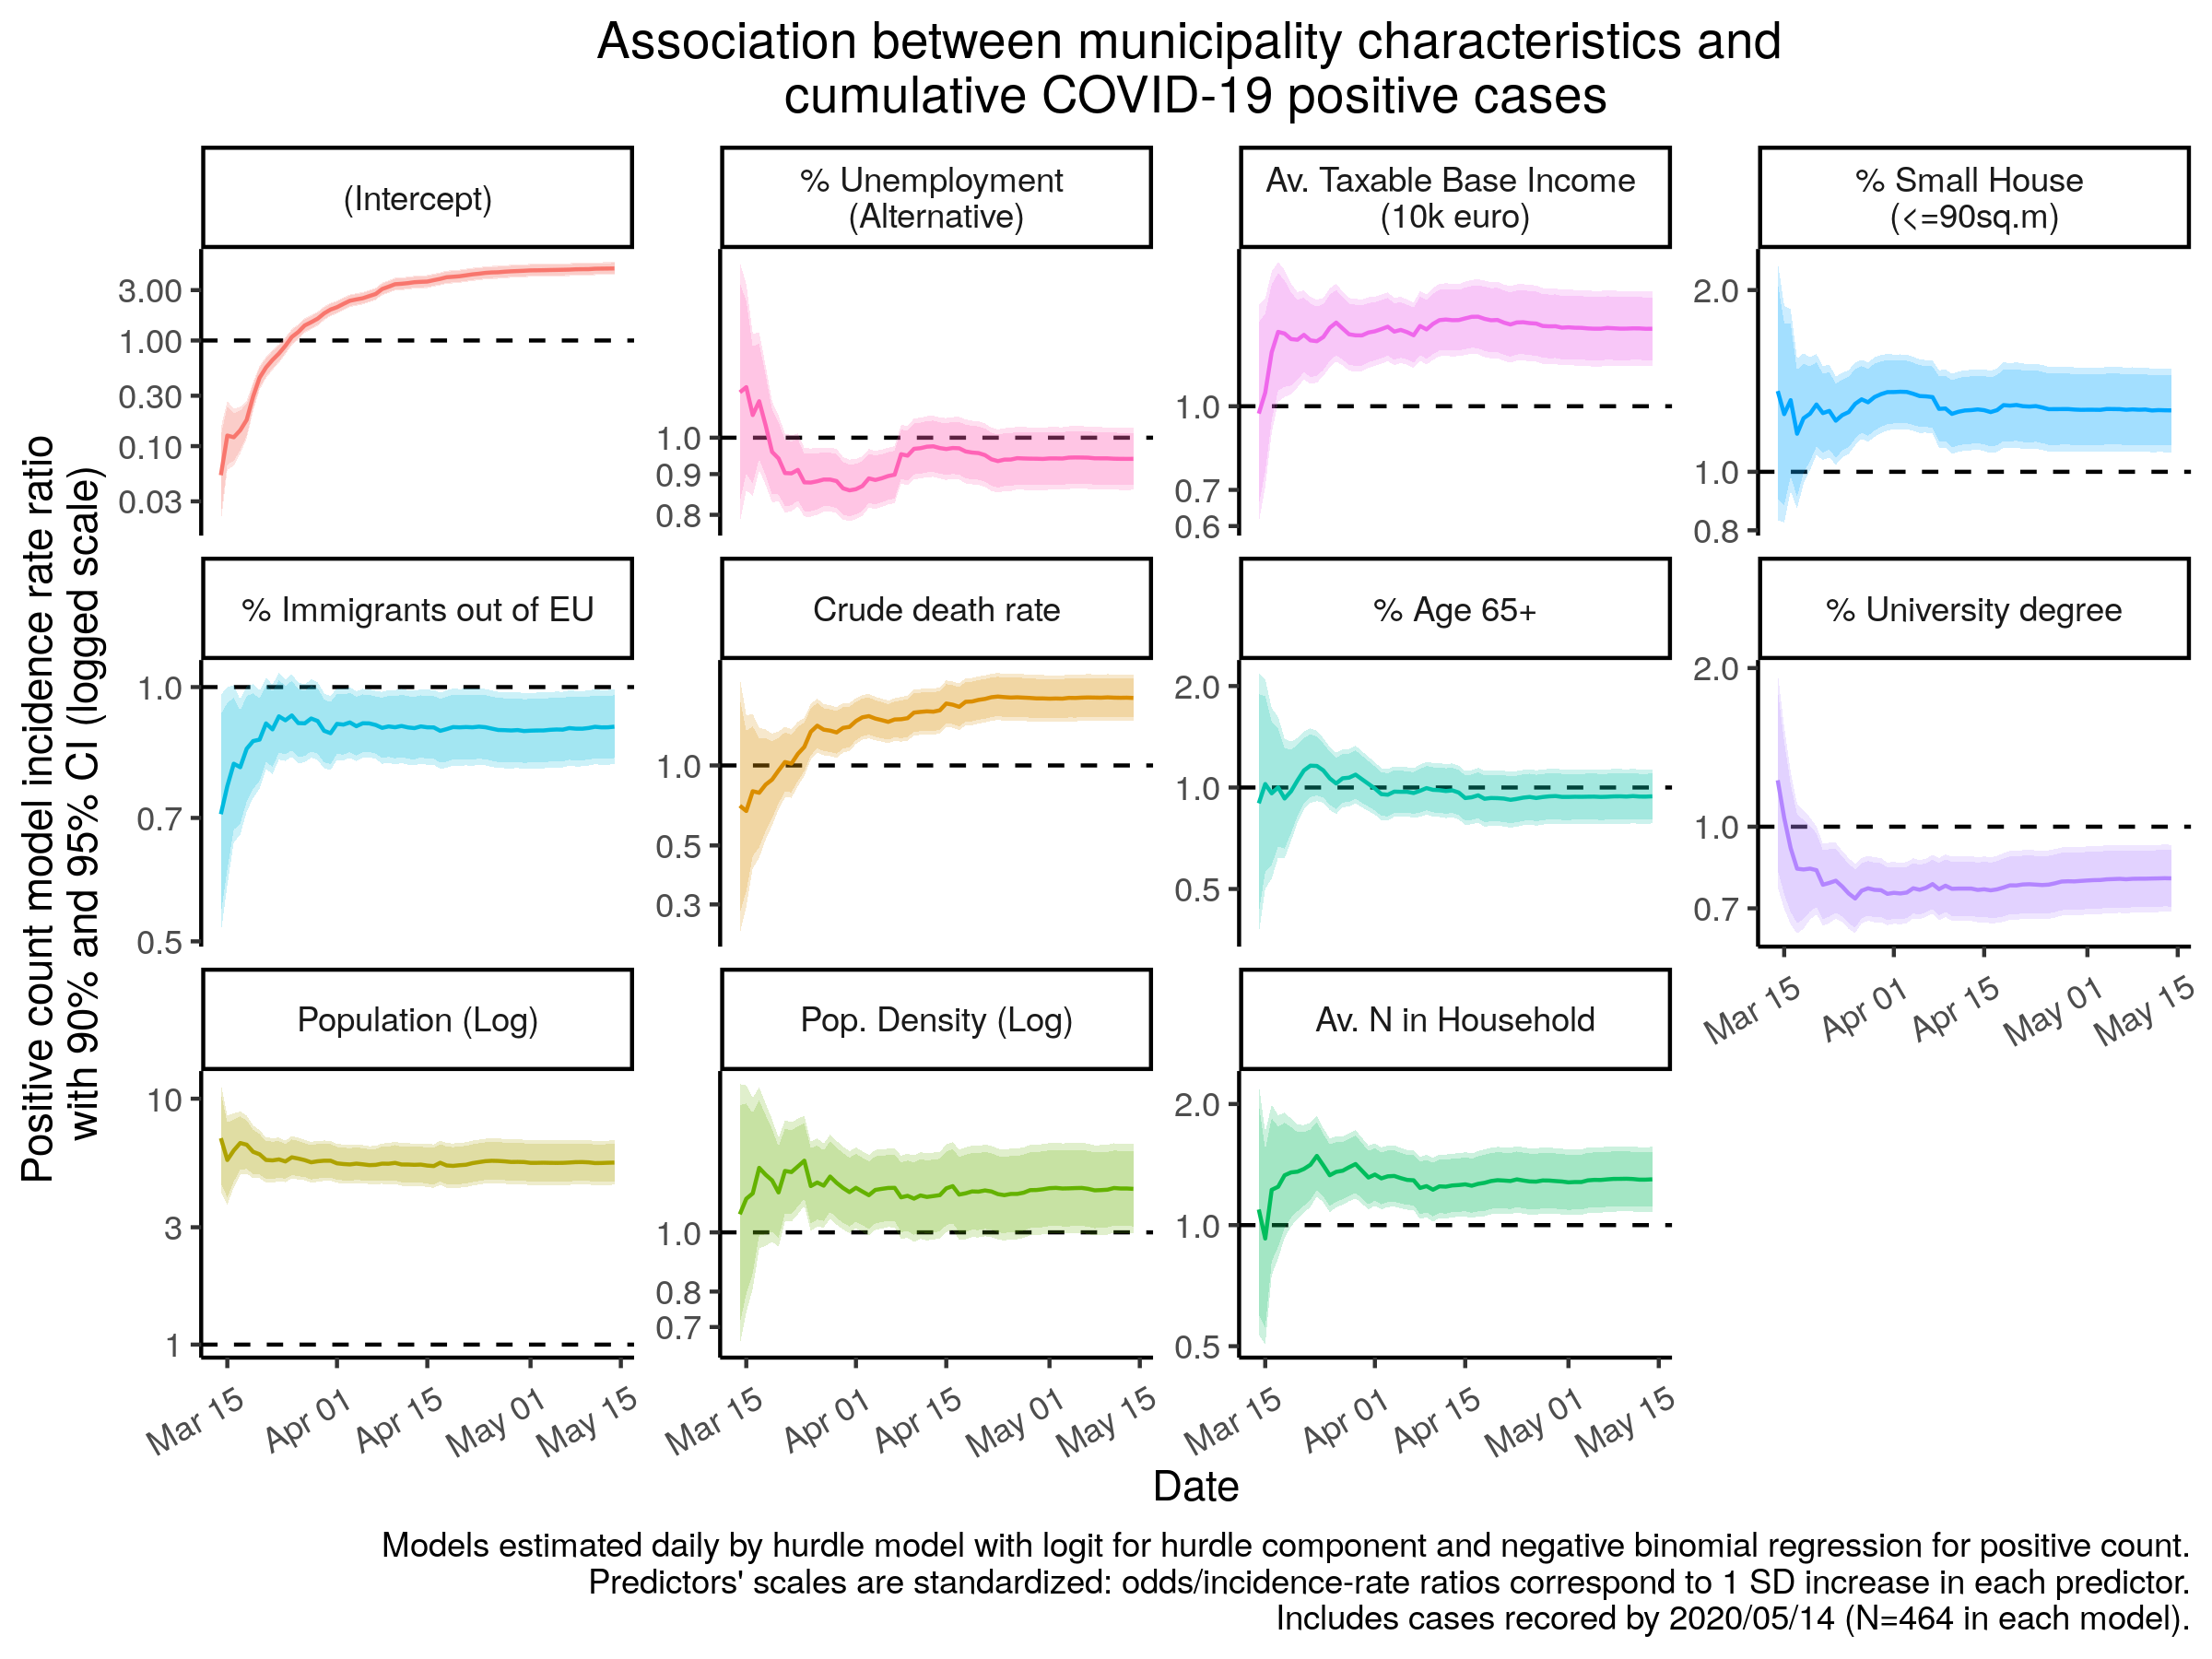 Association between municipality characteristics and
cumulative COVID-19 positive cases
Positive count model incidence rate ratio
with 90% and 95% CI (logged scale)
(Intercept)
3.00
1.00
0.30
0.10
0.03
% Unemployment
(Alternative)
1.0
0.9
0.8
Av. Taxable Base Income
(10k euro)
1.0
0.7
0.6
% Small House
(<=90sq.m)
2.0
1.0
0.8
% Immigrants out of EU
1.0
0.7
0.5
Crude death rate
1.0
0.5
0.3
% Age 65+
2.0
1.0
0.5
% University degree
2.0
1.0
0.7
Mar 15 Apr 01 Apr 15 May 01 May 15
Population (Log)
10
3
1
Mar 15 Apr 01 Apr 15 May 01 May 15
Pop. Density (Log)
1.0
0.8
0.7
Mar 15 Apr 01 Apr 15 May 01 May 15
Av. N in Household
2.0
1.0
0.5
Mar 15 Apr 01 Apr 15 May 01 May 15
Date
Models estimated daily by hurdle model with logit for hurdle component and negative binomial regression for positive count.
Predictors' scales are standardized: odds/incidence-rate ratios correspond to 1 SD increase in each predictor.
Includes cases recored by 2020/05/14 (N=464 in each model).